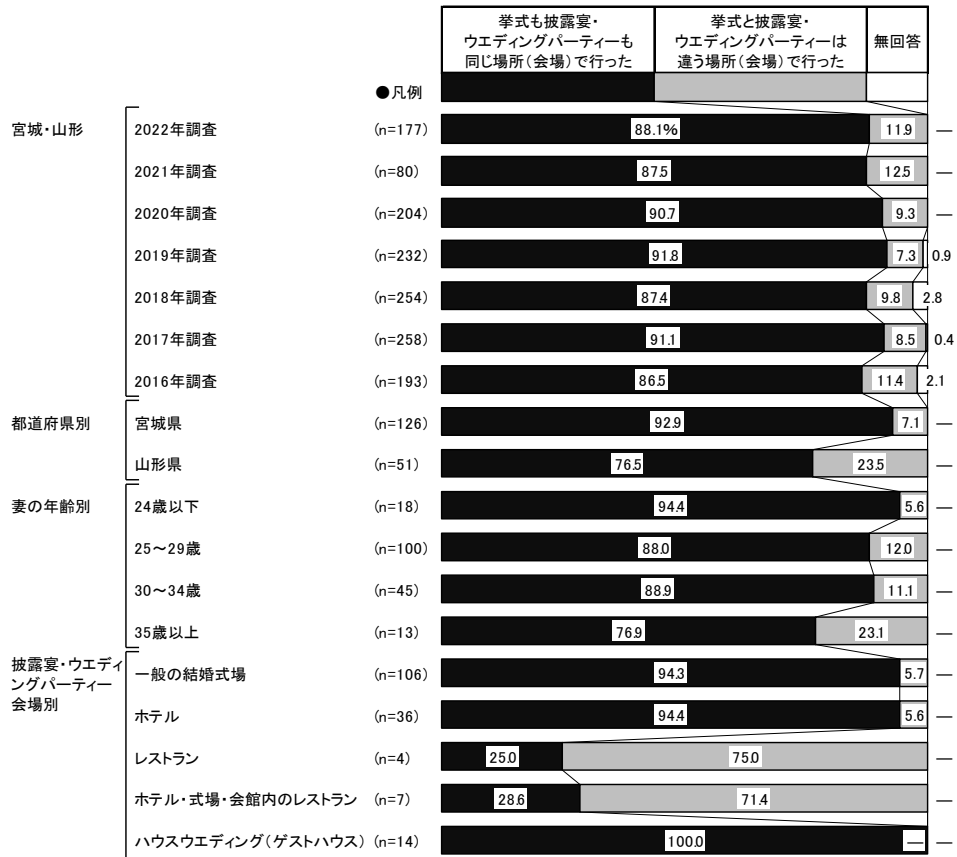 挙式も披露宴・
ウエディングパーティーも
同じ場所(会場)で行った
挙式と披露宴・
ウエディングパーティーは
違う場所(会場)で行った
無回答
●凡例
宮城・山形 2022年調査 (n=177) 88.1% 11.9 —
2021年調査 (n=80) 87.5 12.5 —
2020年調査 (n=204) 90.7 9.3 —
2019年調査 (n=232) 91.8 7.3 0.9
2018年調査 (n=254) 87.4 9.8 2.8
2017年調査 (n=258) 91.1 8.5 0.4
2016年調査 (n=193) 86.5 11.4 2.1
都道府県別 宮城県 (n=126) 92.9 7.1 —
山形県 (n=51) 76.5 23.5 —
妻の年齢別 24歳以下 (n=18) 94.4 5.6 —
25～29歳 (n=100) 88.0 12.0 —
30～34歳 (n=45) 88.9 11.1 —
35歳以上 (n=13) 76.9 23.1 —
披露宴・ウエディ
ングパーティー
会場別
一般の結婚式場 (n=106) 94.3 5.7 —
ホテル (n=36) 94.4 5.6 —
レストラン (n=4) 25.0 75.0 —
ホテル・式場・会館内のレストラン (n=7) 28.6 71.4 —
ハウスウエディング(ゲストハウス) (n=14) 100.0 — —